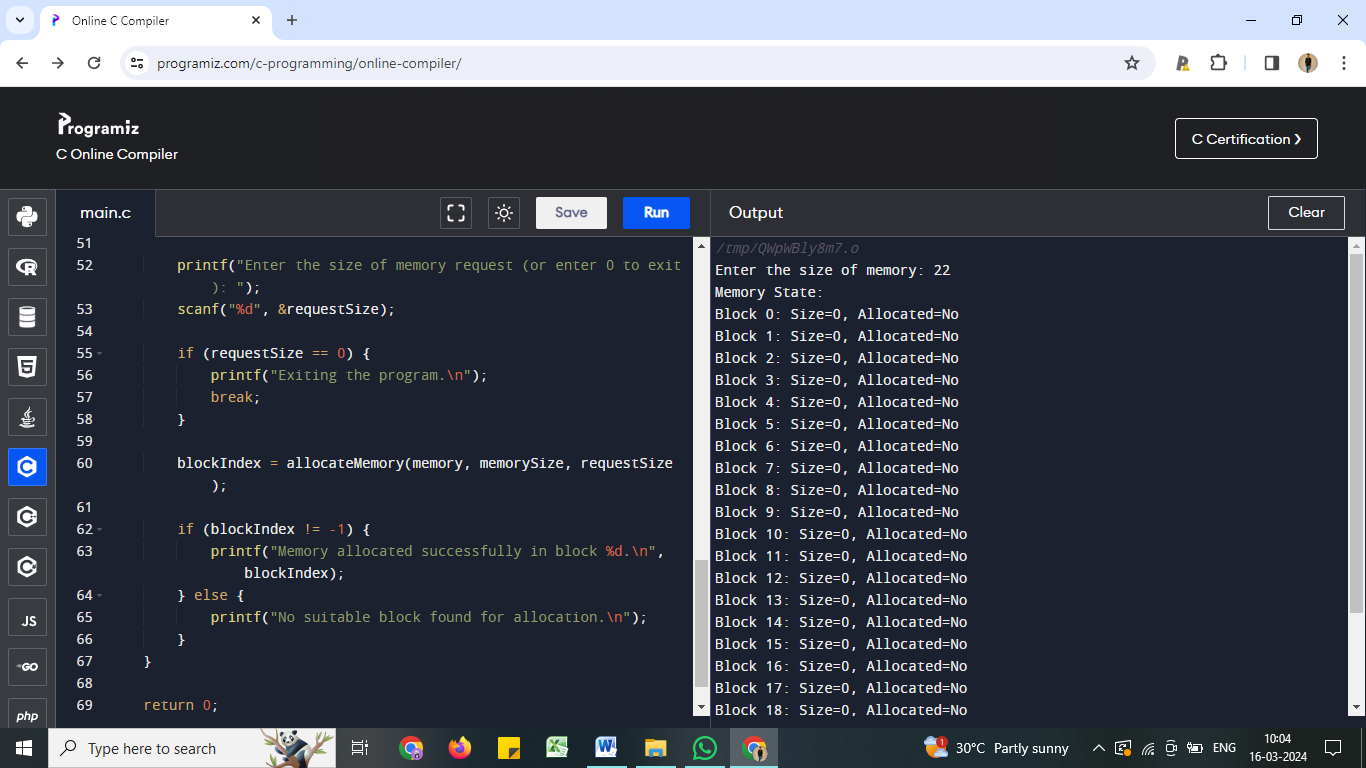 Online C Compiler
programiz.com/c-programming/online-compiler/
Programiz
C Online Compiler
C Certification
main.c
Save
Run
Output
Clear
51
52 printf("Enter the size of memory request (or enter 0 to exit
): ");
53 scanf("%d", &requestSize);
54
55 if (requestSize == 0) {
56 printf("Exiting the program.\n");
57 break;
58 }
59
60 blockIndex = allocateMemory(memory, memorySize, requestSize
);
61
62 if (blockIndex != -1) {
63 printf("Memory allocated successfully in block %d.\n",
blockIndex);
64 } else {
65 printf("No suitable block found for allocation.\n");
66 }
67 }
68
69 return 0;
/tmp/QWpWBly8m7.o
Enter the size of memory: 22
Memory State:
Block 0: Size=0, Allocated=No
Block 1: Size=0, Allocated=No
Block 2: Size=0, Allocated=No
Block 3: Size=0, Allocated=No
Block 4: Size=0, Allocated=No
Block 5: Size=0, Allocated=No
Block 6: Size=0, Allocated=No
Block 7: Size=0, Allocated=No
Block 8: Size=0, Allocated=No
Block 9: Size=0, Allocated=No
Block 10: Size=0, Allocated=No
Block 11: Size=0, Allocated=No
Block 12: Size=0, Allocated=No
Block 13: Size=0, Allocated=No
Block 14: Size=0, Allocated=No
Block 15: Size=0, Allocated=No
Block 16: Size=0, Allocated=No
Block 17: Size=0, Allocated=No
Block 18: Size=0, Allocated=No
JS
GO
php
Type here to search
30°C Partly sunny
ENG
10:04
16-03-2024